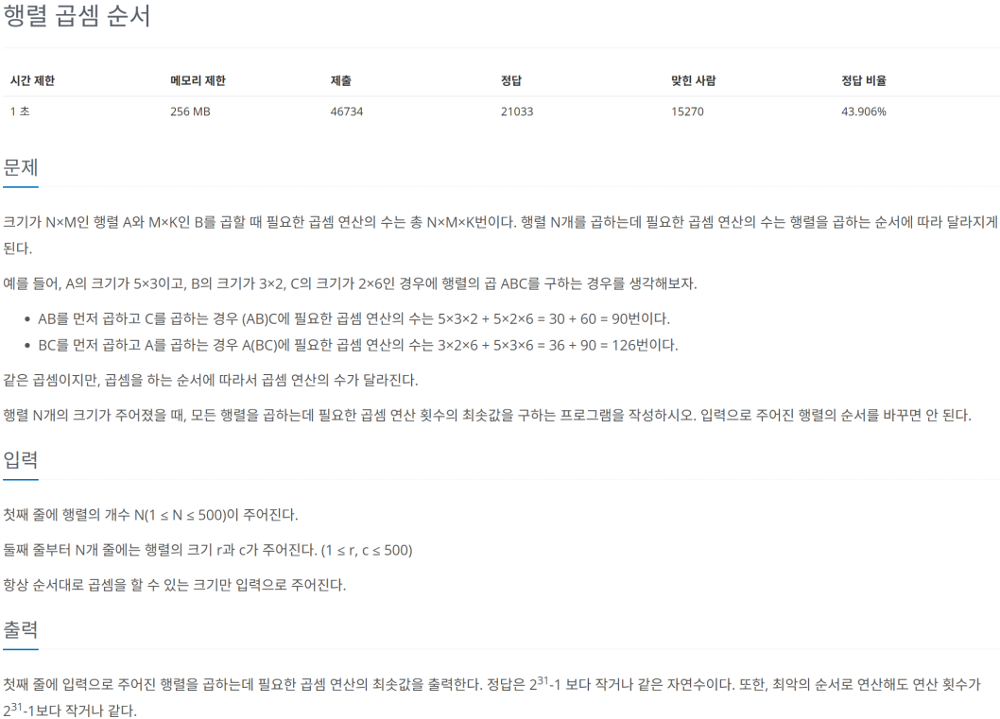 행렬 곱셈 순서
시간 제한 메모리 제한 제출 정답 맞힌 사람 정답 비율
1 초 256 MB 46734 21033 15270 43.906%
문제
크기가 N×M인 행렬 A와 M×K인 B를 곱할 때 필요한 곱셈 연산의 수는 총 N×M×K번이다. 행렬 N개를 곱하는데 필요한 곱셈 연산의 수는 행렬을 곱하는 순서에 따라 달라지게
된다.
예를 들어, A의 크기가 5×3이고, B의 크기가 3×2, C의 크기가 2×6인 경우에 행렬의 곱 ABC를 구하는 경우를 생각해보자.
• AB를 먼저 곱하고 C를 곱하는 경우 (AB)C에 필요한 곱셈 연산의 수는 5×3×2 + 5×2×6 = 30 + 60 = 90번이다.
• BC를 먼저 곱하고 A를 곱하는 경우 A(BC)에 필요한 곱셈 연산의 수는 3×2×6 + 5×3×6 = 36 + 90 = 126번이다.
같은 곱셈이지만, 곱셈을 하는 순서에 따라서 곱셈 연산의 수가 달라진다.
행렬 N개의 크기가 주어졌을 때, 모든 행렬을 곱하는데 필요한 곱셈 연산 횟수의 최솟값을 구하는 프로그램을 작성하시오. 입력으로 주어진 행렬의 순서를 바꾸면 안 된다.
입력
첫째 줄에 행렬의 개수 N(1 ≤ N ≤ 500)이 주어진다.
둘째 줄부터 N개 줄에는 행렬의 크기 r과 c가 주어진다. (1 ≤ r, c ≤ 500)
항상 순서대로 곱셈을 할 수 있는 크기만 입력으로 주어진다.
출력
첫째 줄에 입력으로 주어진 행렬을 곱하는데 필요한 곱셈 연산의 최솟값을 출력한다. 정답은 2³¹-1 보다 작거나 같은 자연수이다. 또한, 최악의 순서로 연산해도 연산 횟수가
2³¹-1보다 작거나 같다.